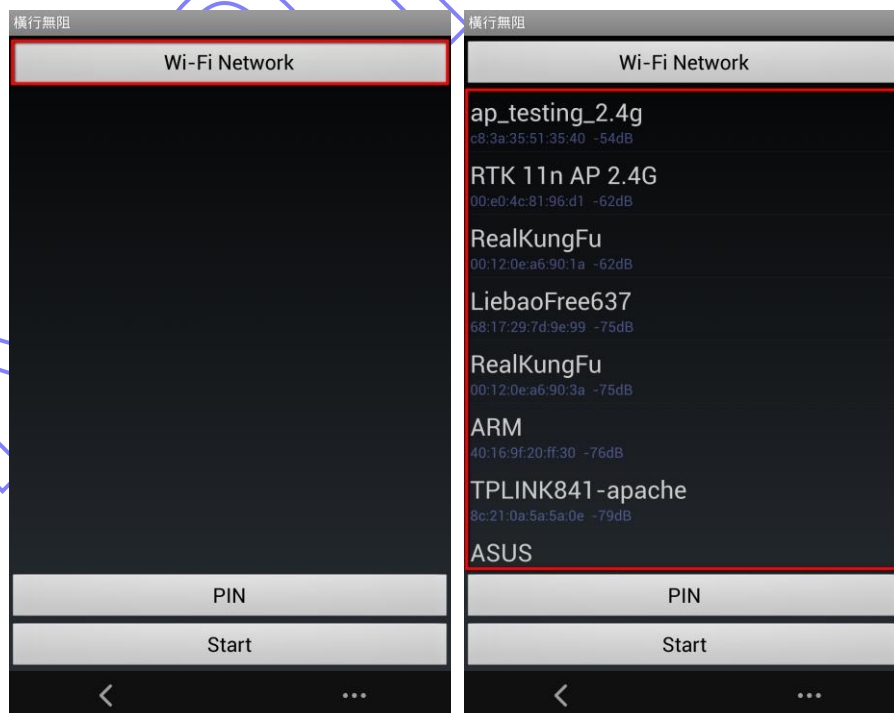 橫行無阻
Wi-Fi Network
PIN
Start
橫行無阻
Wi-Fi Network
ap_testing_2.4g
c8:3a:35:51:35:40 -54dB
RTK 11n AP 2.4G
00:e0:4c:81:96:d1 -62dB
RealKungFu
00:12:0e:a6:90:1a -62dB
LiebaoFree637
68:17:29:7d:9e:99 -75dB
RealKungFu
00:12:0e:a6:90:3a -75dB
ARM
40:16:9f:20:ff:30 -76dB
TPLINK841-apache
8c:21:0a:5a:5a:0e -79dB
ASUS
PIN
Start